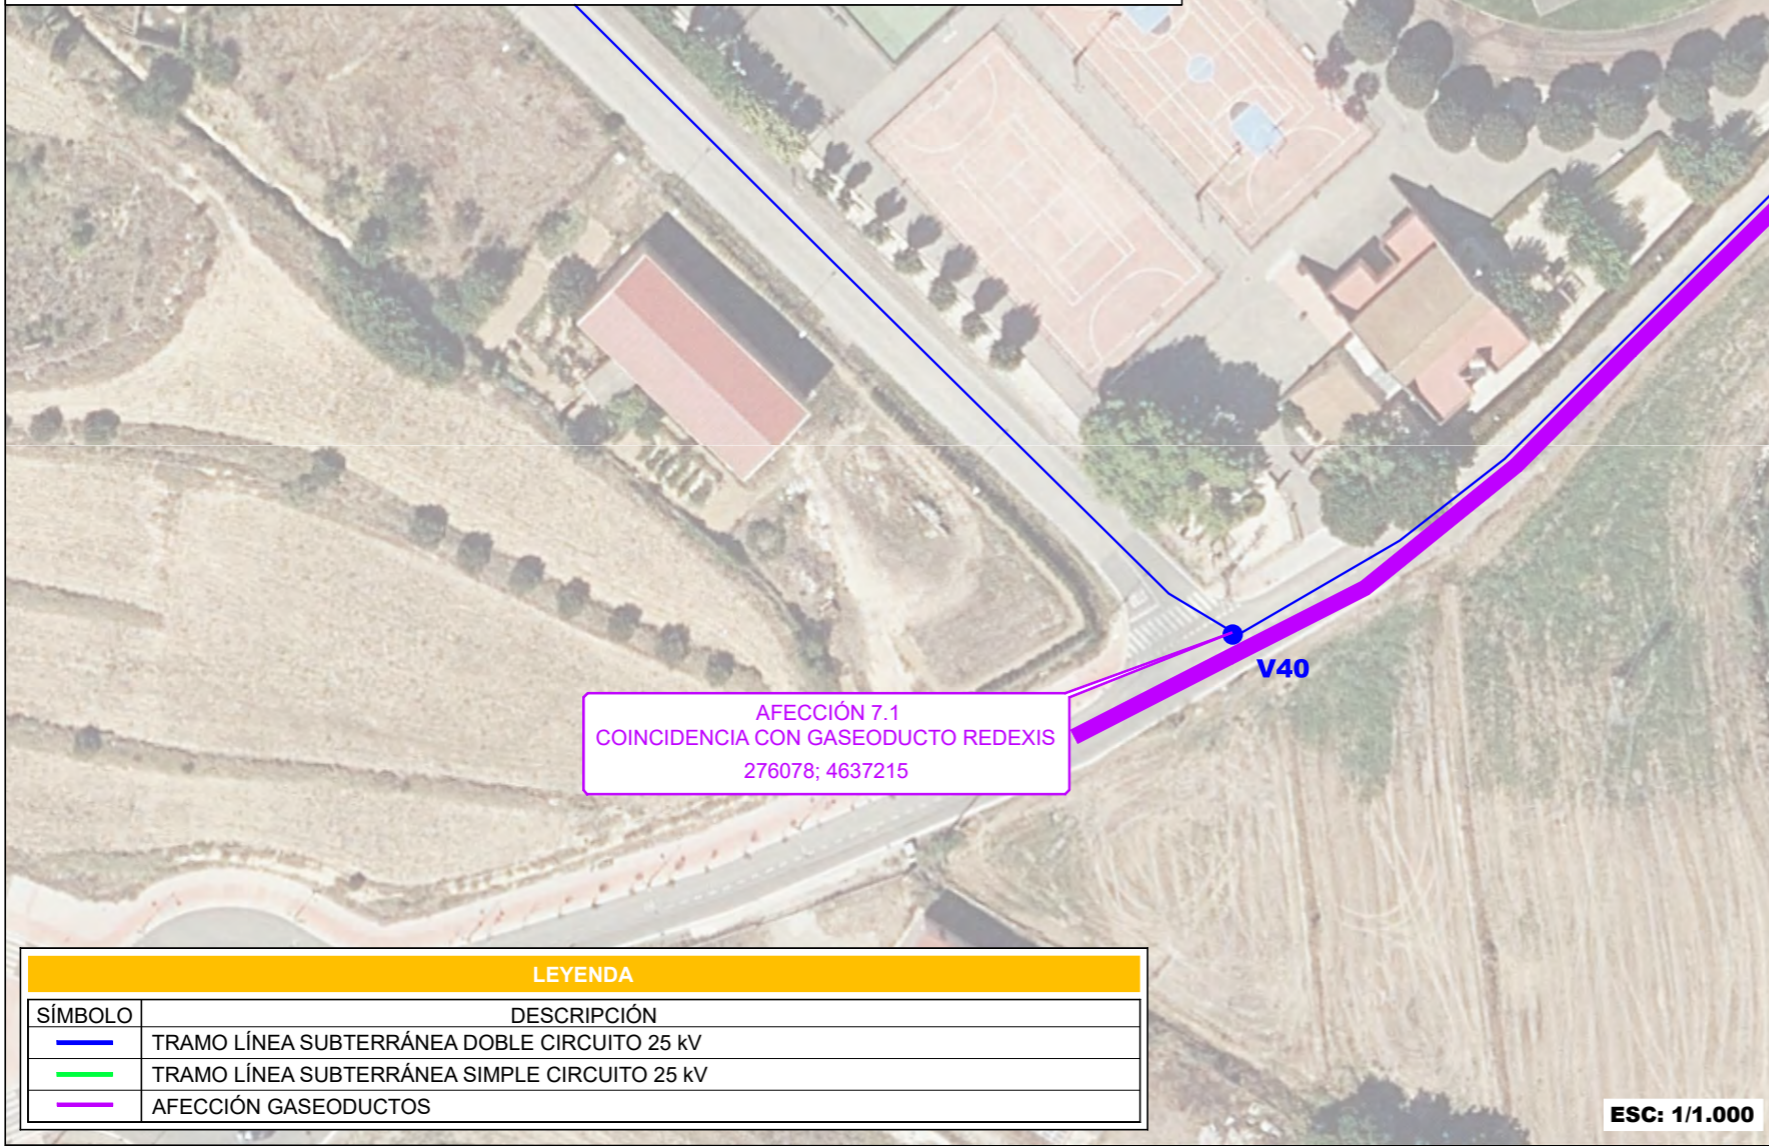 V40
AFECCIÓN 7.1
COINCIDENCIA CON GASEODUCTO REDEXIS
276078; 4637215
LEYENDA
SÍMBOLO DESCRIPCIÓN
TRAMO LÍNEA SUBTERRÁNEA DOBLE CIRCUITO 25 kV
TRAMO LÍNEA SUBTERRÁNEA SIMPLE CIRCUITO 25 kV
AFECCIÓN GASEODUCTOS
ESC: 1/1.000